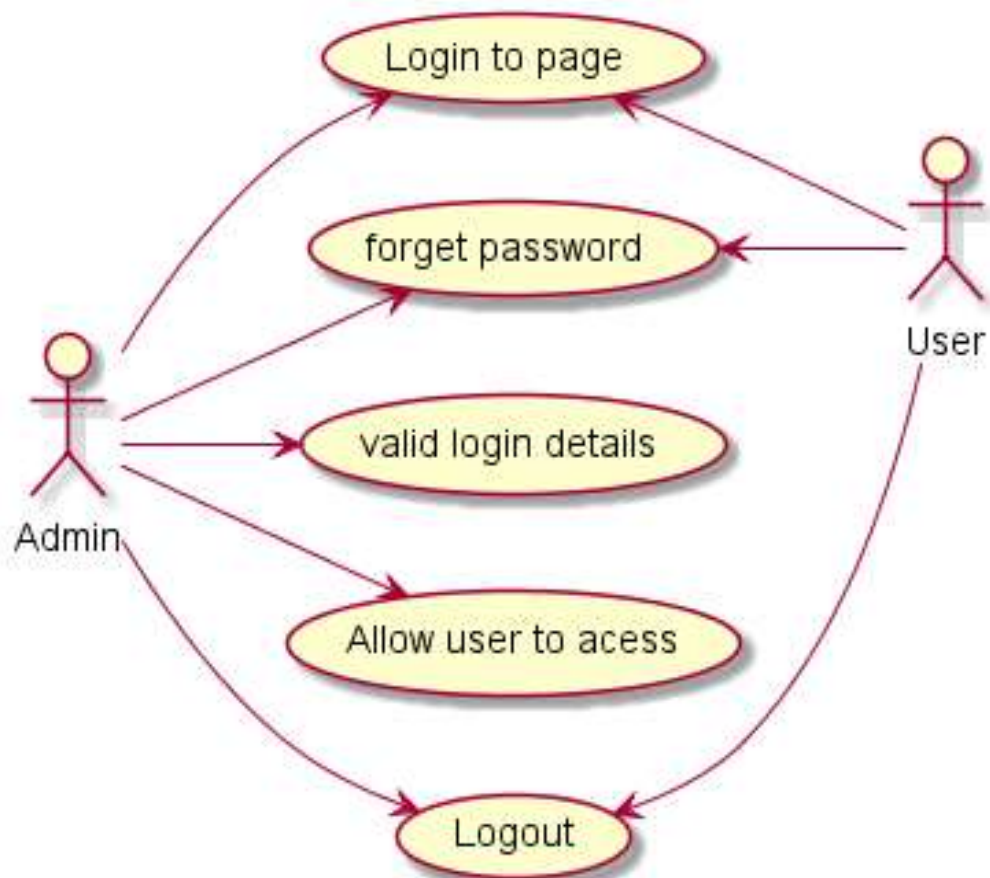 Login to page
forget password
User
valid login details
Admin
Allow user to acess
Logout